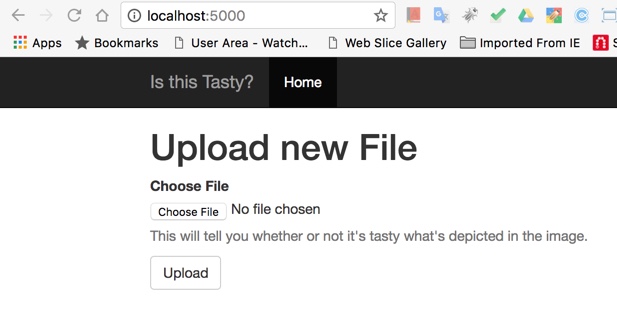 localhost:5000
Apps Bookmarks User Area - Watch... Web Slice Gallery Imported From IE
Is this Tasty? Home
Upload new File
Choose File
Choose File No file chosen
This will tell you whether or not it's tasty what's depicted in the image.
Upload